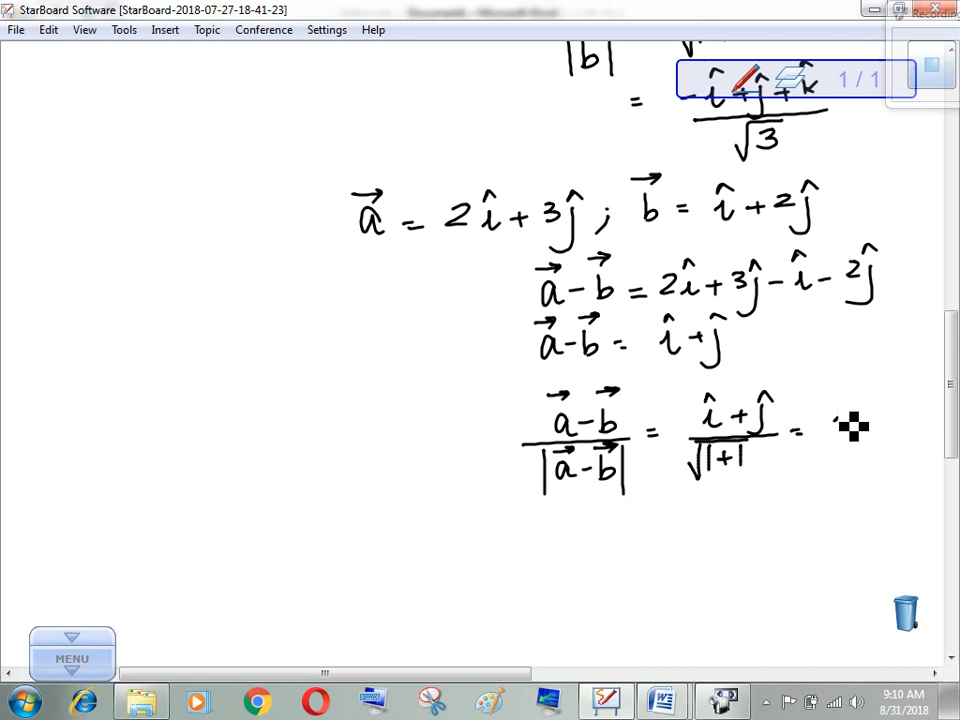 StarBoard Software [StarBoard-2018-07-27-18-41-23]
Recording
File Edit View Tools Insert Topic Conference Settings Help
1 / 1
|b|
= -î + ĵ + k̂ / √3
a⃗ = 2î + 3ĵ ; b⃗ = î + 2ĵ
a⃗ - b⃗ = 2î + 3ĵ - î - 2ĵ
a⃗ - b⃗ = î + ĵ
a⃗ - b⃗ / |a⃗ - b⃗| = î + ĵ / √1+1 =
MENU
9:10 AM
8/31/2018